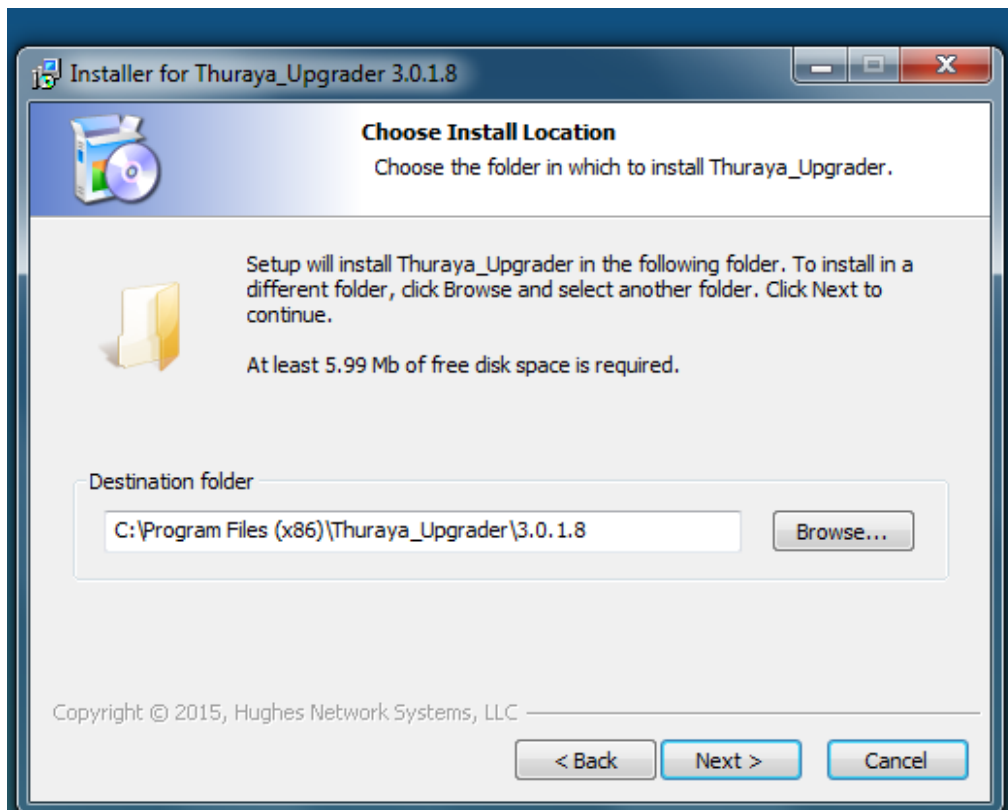 Installer for Thuraya_Upgrader 3.0.1.8
Choose Install Location
Choose the folder in which to install Thuraya_Upgrader.
Setup will install Thuraya_Upgrader in the following folder. To install in a
different folder, click Browse and select another folder. Click Next to
continue.
At least 5.99 Mb of free disk space is required.
Destination folder
C:\Program Files (x86)\Thuraya_Upgrader\3.0.1.8
Browse...
Copyright © 2015, Hughes Network Systems, LLC
< Back
Next >
Cancel